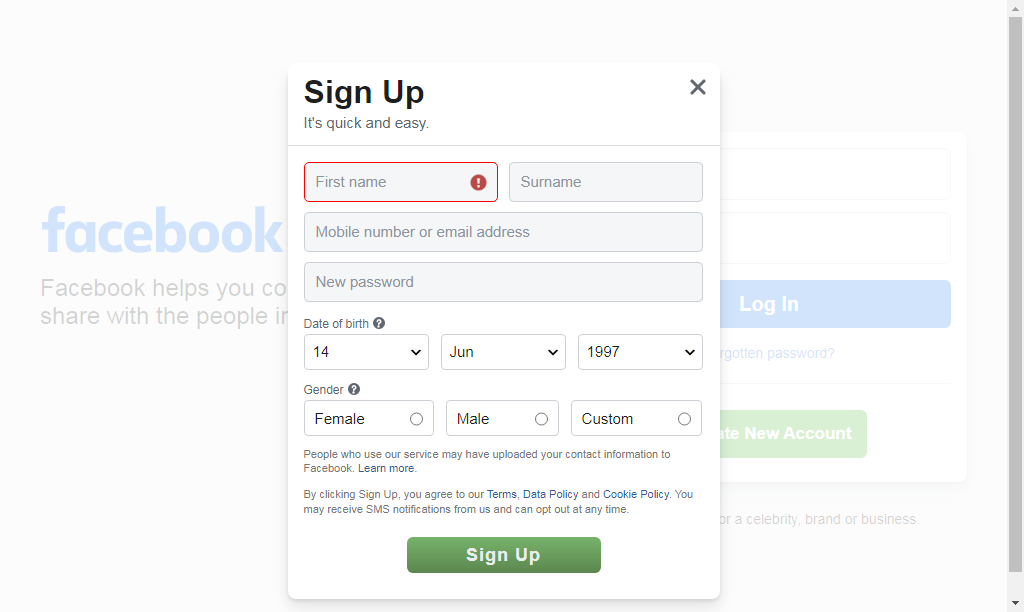 Sign Up
It's quick and easy.
First name
Surname
Mobile number or email address
New password
Date of birth
14
Jun
1997
Gender
Female
Male
Custom
People who use our service may have uploaded your contact information to
Facebook. Learn more.
By clicking Sign Up, you agree to our Terms, Data Policy and Cookie Policy. You
may receive SMS notifications from us and can opt out at any time.
Sign Up
facebook
Facebook helps you
share with the people
Log In
password?
New Account
or a celebrity, brand or business.